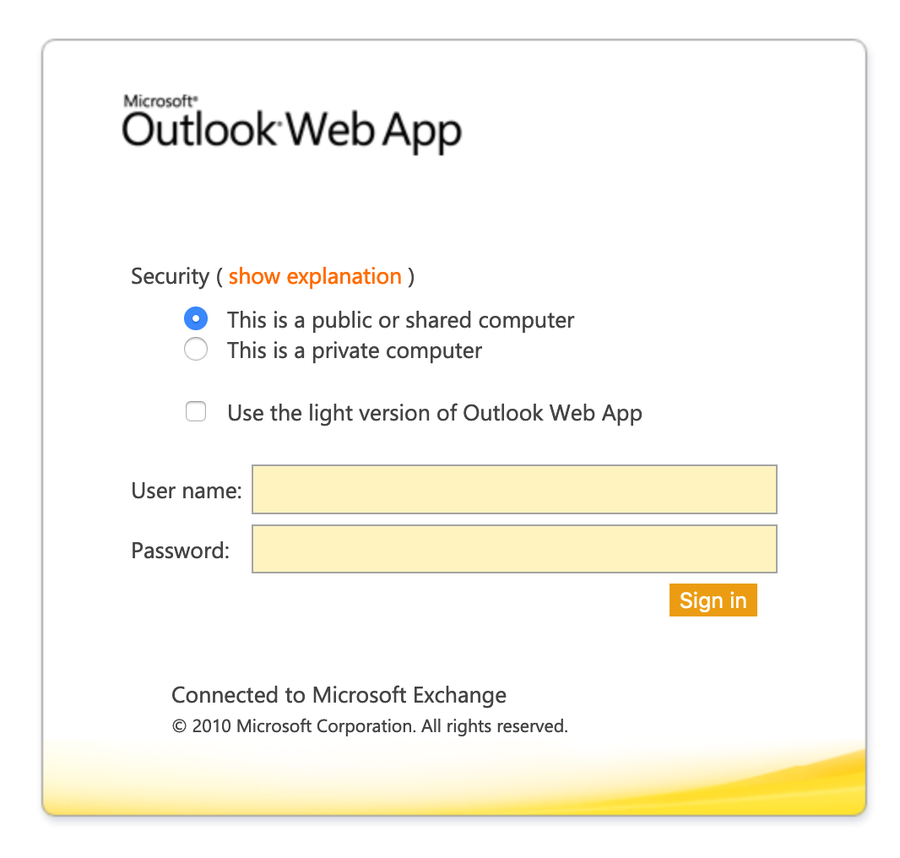 Microsoft®
Outlook® Web App
Security ( show explanation )
This is a public or shared computer
This is a private computer
Use the light version of Outlook Web App
User name:
Password:
Sign in
Connected to Microsoft Exchange
© 2010 Microsoft Corporation. All rights reserved.